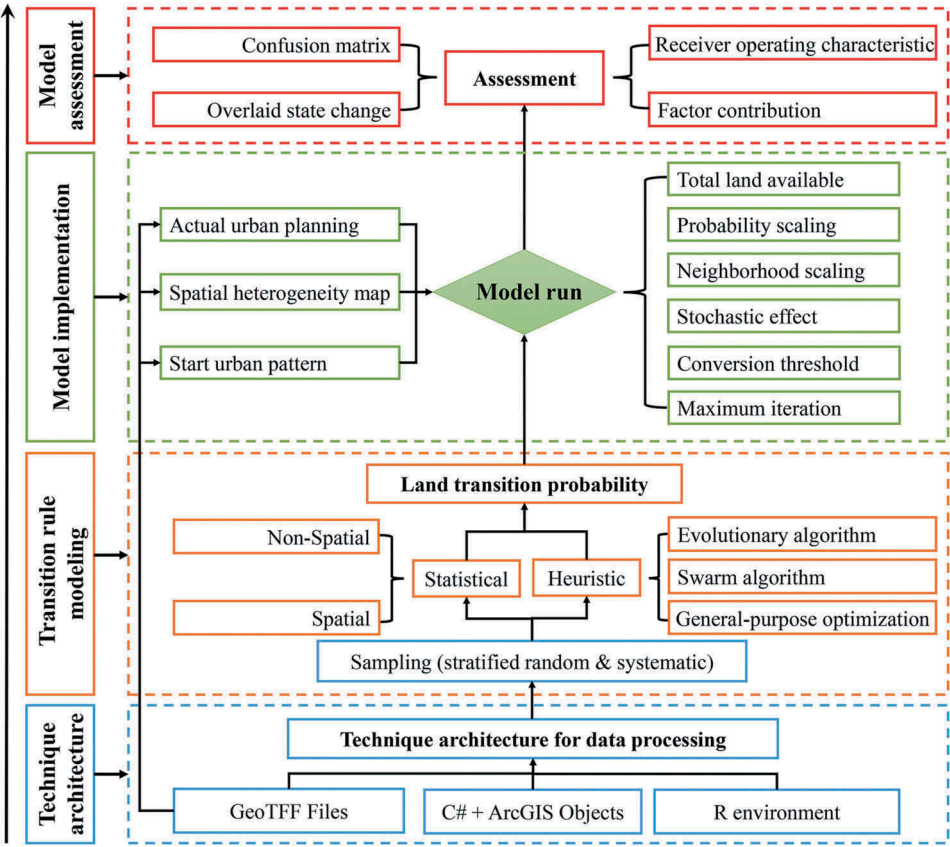 Model
assessment
Confusion matrix
Overlaid state change
Assessment
Receiver operating characteristic
Factor contribution
Model implementation
Actual urban planning
Spatial heterogeneity map
Start urban pattern
Model run
Total land available
Probability scaling
Neighborhood scaling
Stochastic effect
Conversion threshold
Maximum iteration
Transition rule
modeling
Land transition probability
Non-Spatial
Spatial
Statistical
Heuristic
Evolutionary algorithm
Swarm algorithm
General-purpose optimization
Sampling (stratified random & systematic)
Technique
architecture
Technique architecture for data processing
GeoTFF Files
C# + ArcGIS Objects
R environment